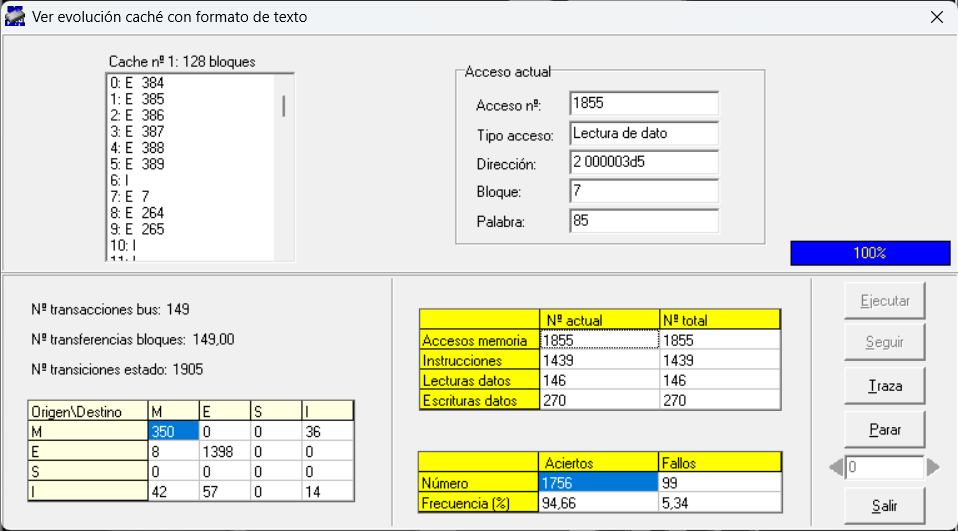 Ver evolución caché con formato de texto
Cache nº 1: 128 bloques
0: E 384
1: E 385
2: E 386
3: E 387
4: E 388
5: E 389
6: I
7: E 7
8: E 264
9: E 265
10: I
Acceso actual
Acceso nº: 1855
Tipo acceso: Lectura de dato
Dirección: 2 000003d5
Bloque: 7
Palabra: 85
100%
Nº transacciones bus: 149
Nº transferencias bloques: 149,00
Nº transiciones estado: 1905
Origen\Destino M E S I
M 350 0 0 36
E 8 1398 0 0
S 0 0 0 0
I 42 57 0 14
Nº actual Nº total
Accesos memoria 1855 1855
Instrucciones 1439 1439
Lecturas datos 146 146
Escrituras datos 270 270
Aciertos Fallos
Número 1756 99
Frecuencia (%) 94,66 5,34
Ejecutar
Seguir
Traza
Parar
0
Salir